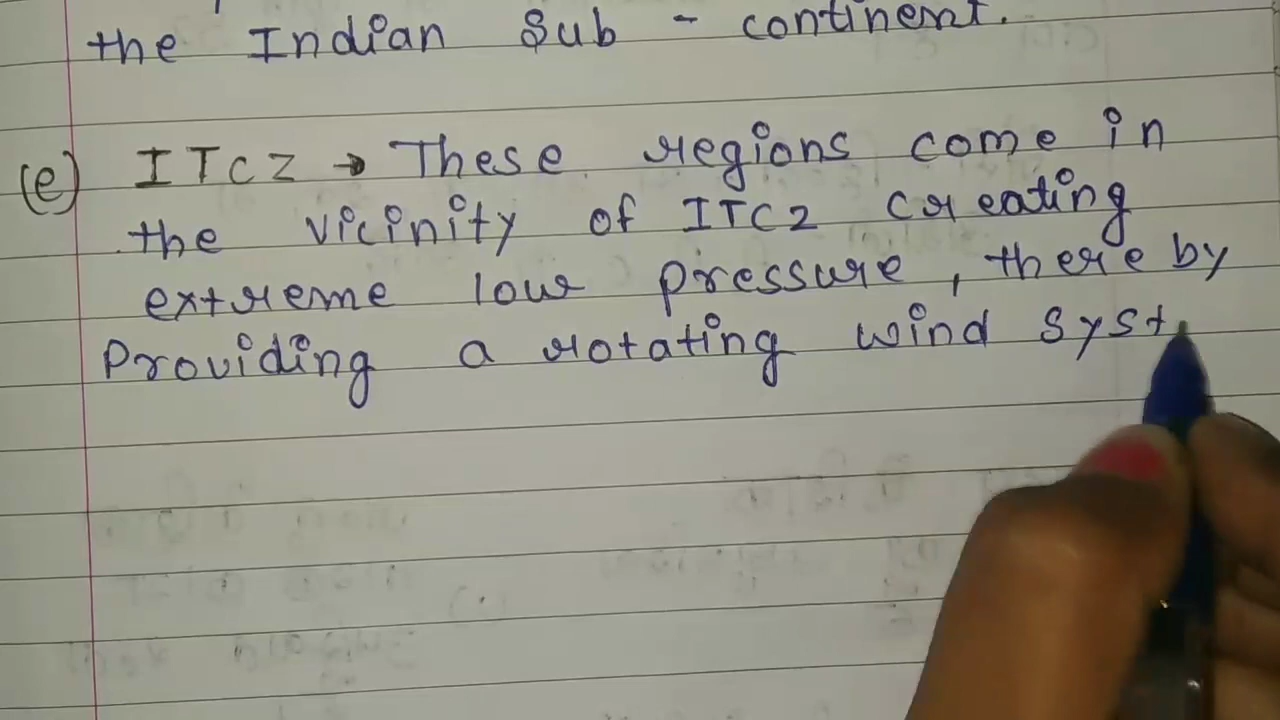 the Indian Sub - continent.
(e) ITCZ → These regions come in
the vicinity of ITCZ creating
extreme low pressure, there by
Providing a rotating wind syst